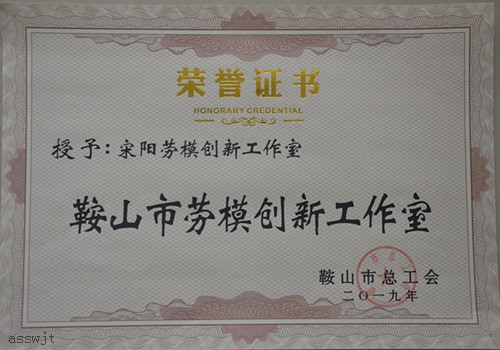 荣誉证书
HONORARY CREDENTIAL
授予：宋阳劳模创新工作室
鞍山市劳模创新工作室
鞍山市总工会
二〇一九年
asswjt